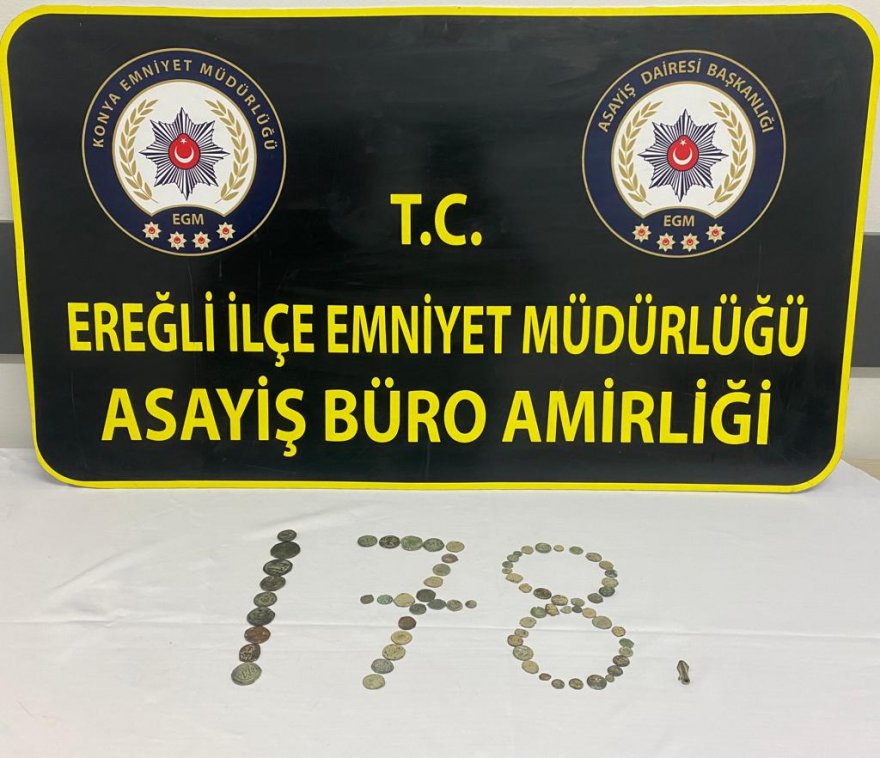 KONYA EMNİYET MÜDÜRLÜĞÜ
EGM
ASAYİŞ DAİRESİ BAŞKANLIĞI
EGM
T.C.
EREĞLİ İLÇE EMNİYET MÜDÜRLÜĞÜ
ASAYİŞ BÜRO AMİRLİĞİ
178